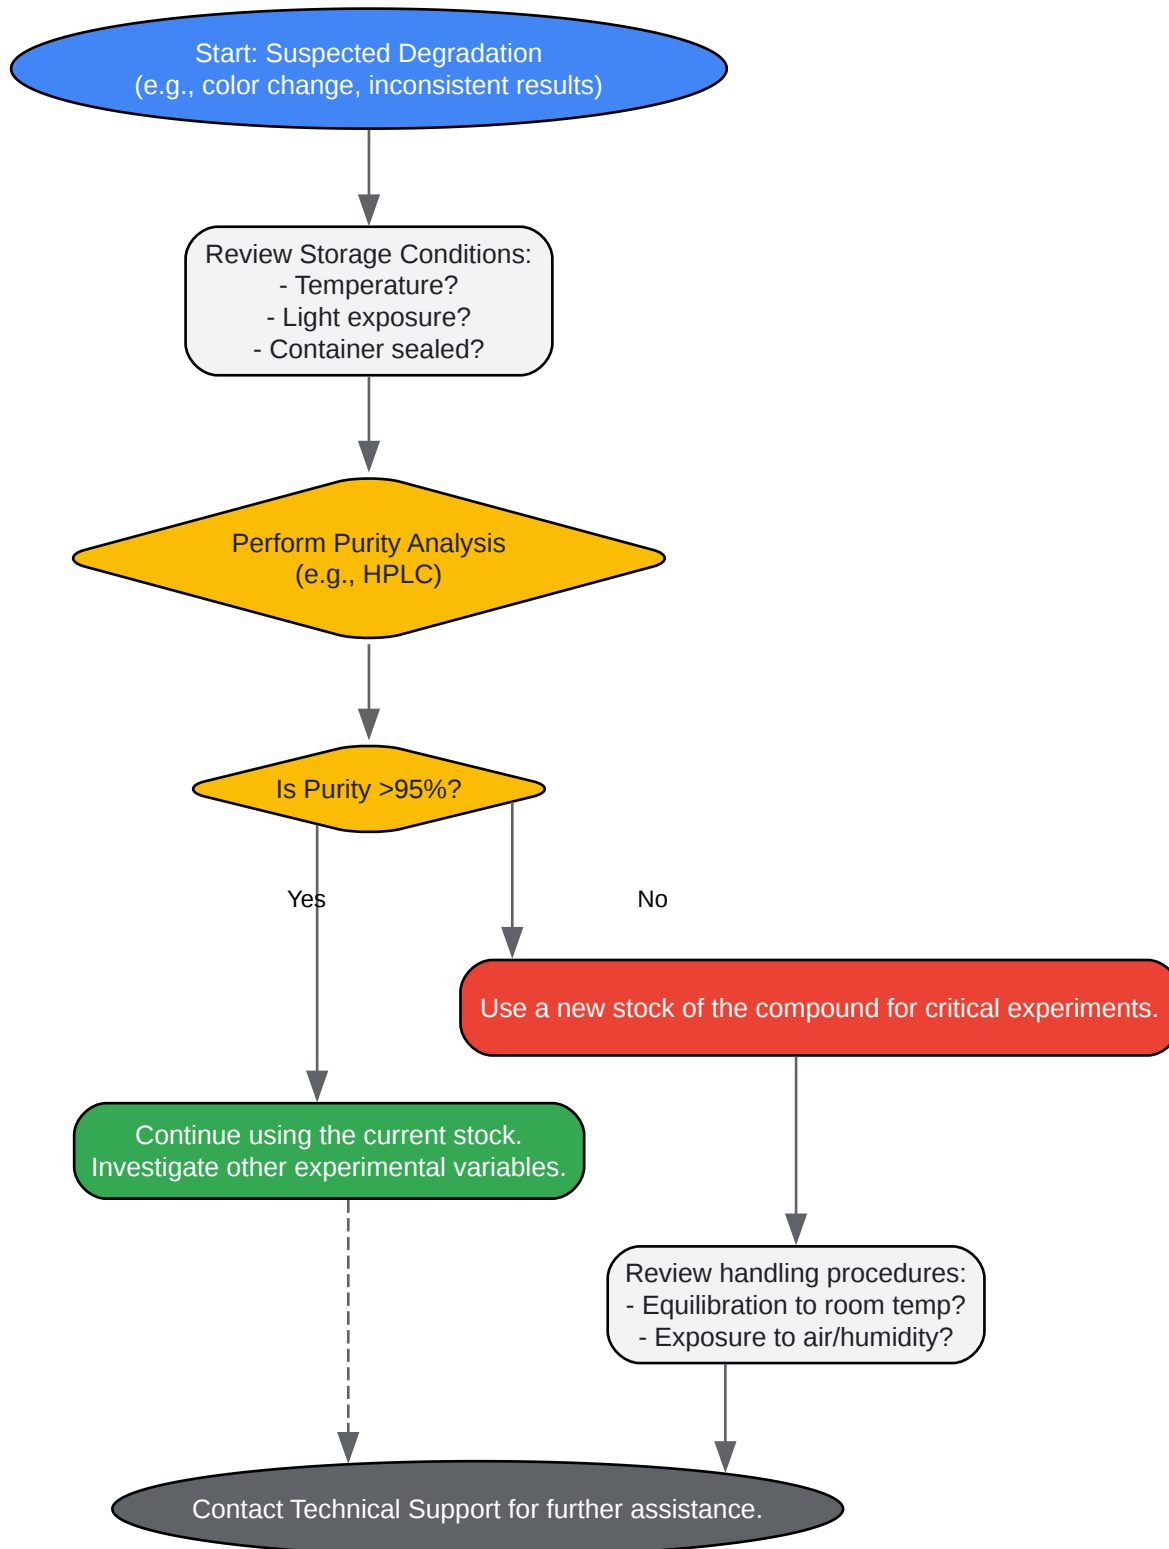 Start: Suspected Degradation
(e.g., color change, inconsistent results)
Review Storage Conditions:
- Temperature?
- Light exposure?
- Container sealed?
Perform Purity Analysis
(e.g., HPLC)
Is Purity >95%?
Yes
No
Use a new stock of the compound for critical experiments.
Continue using the current stock.
Investigate other experimental variables.
Review handling procedures:
- Equilibration to room temp?
- Exposure to air/humidity?
Contact Technical Support for further assistance.